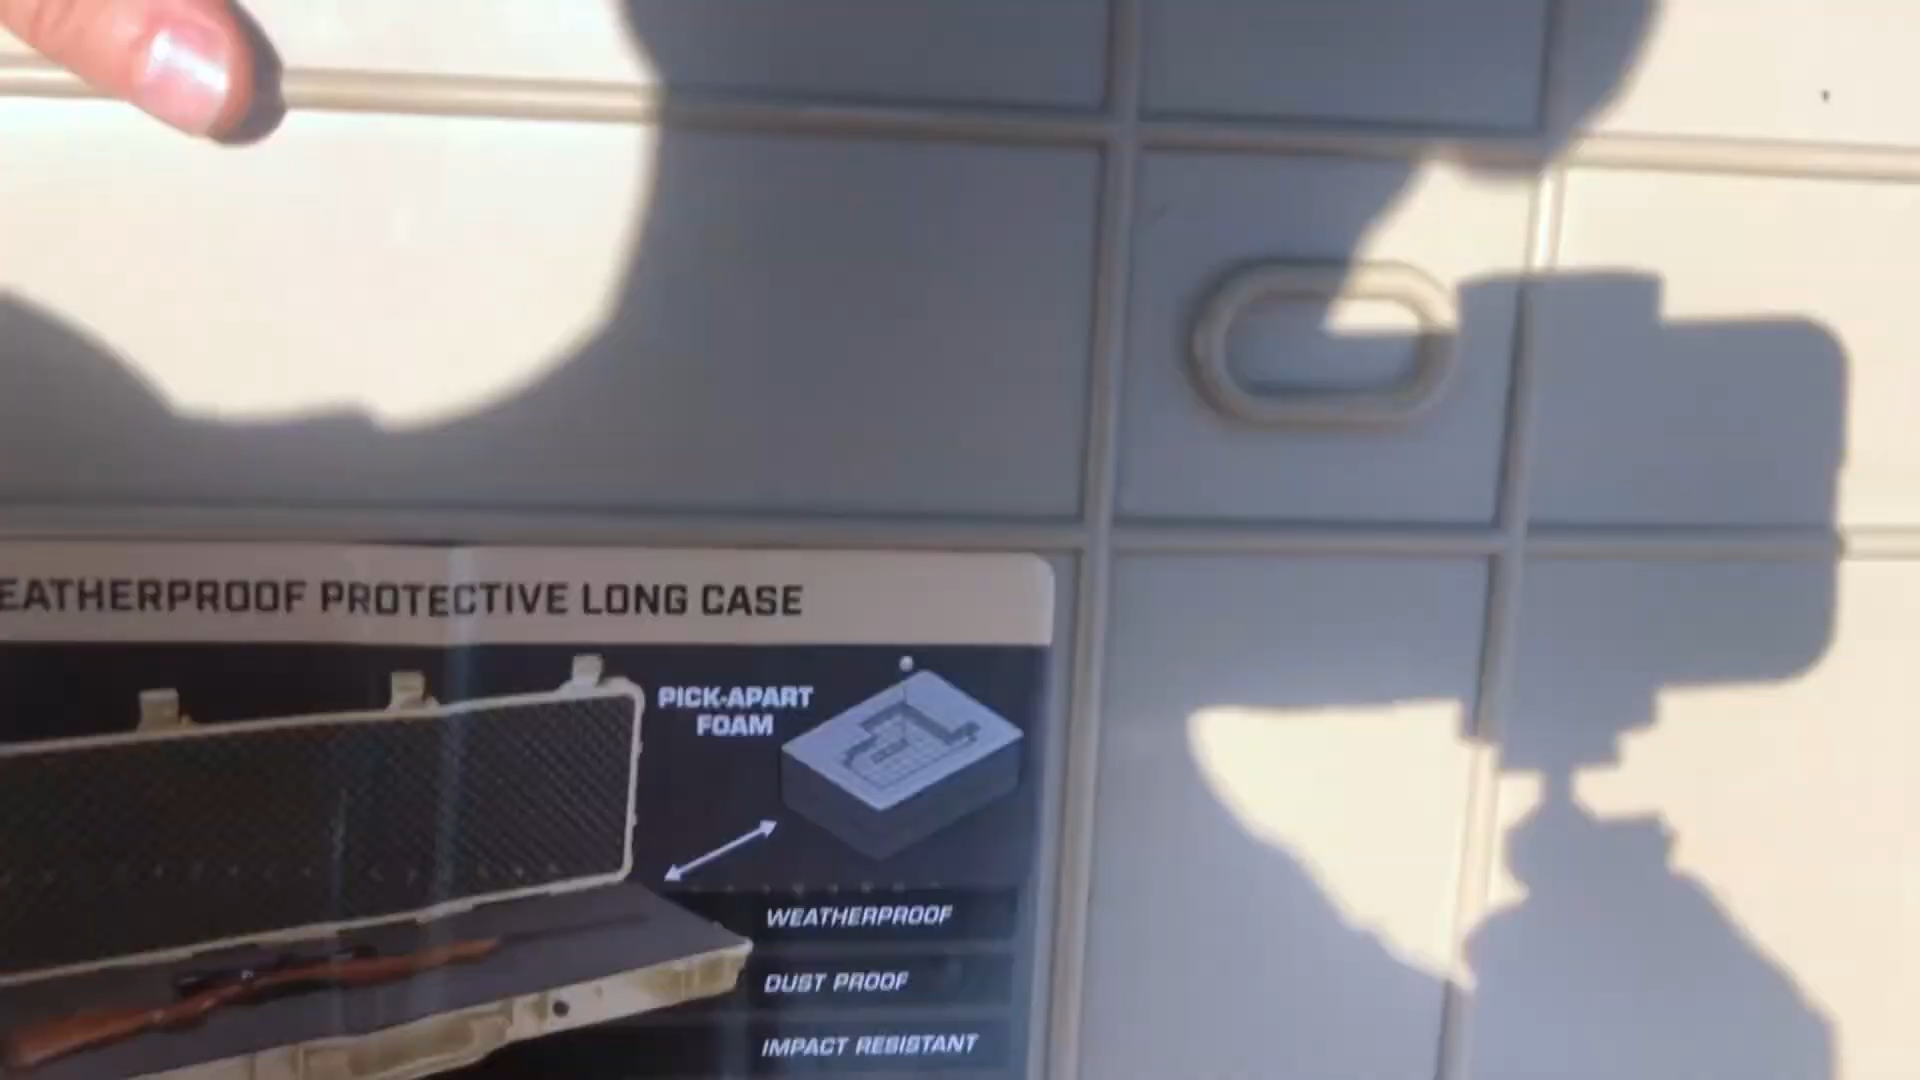 EATHERPROOF PROTECTIVE LONG CASE
PICK-APART
FOAM
WEATHERPROOF
DUST PROOF
IMPACT RESISTANT